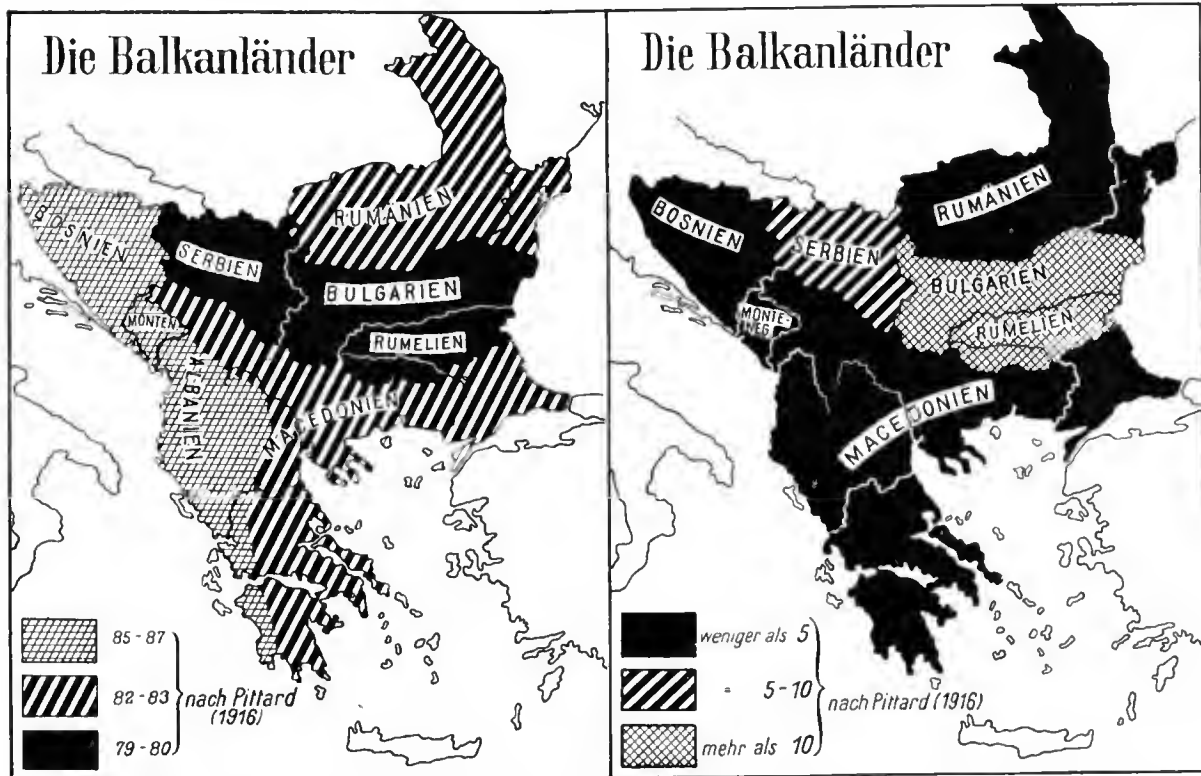 Die Balkanländer
RUMÄNIEN
BOSNIEN
SERBIEN
BULGARIEN
MONTEN.
RUMELIEN
ALBANIEN
MACEDONIEN
85-87
82-83
79-80
nach Pittard
(1916)
Die Balkanländer
RUMÄNIEN
BOSNIEN
SERBIEN
BULGARIEN
MONTE-
NEG.
RUMELIEN
MACEDONIEN
weniger als 5
" 5-10
mehr als 10
nach Pittard
(1916)